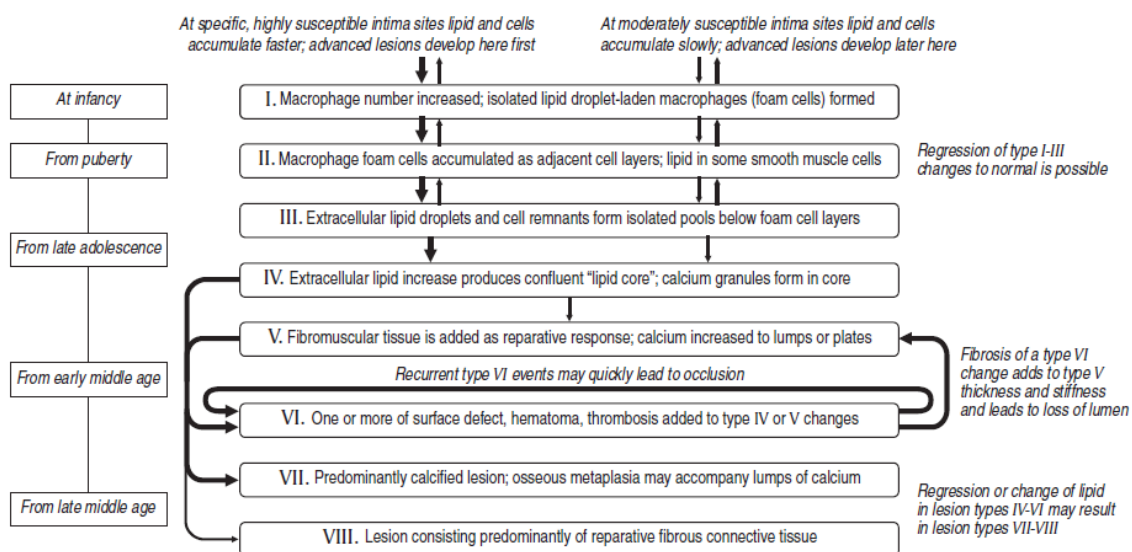 At specific, highly susceptible intima sites lipid and cells
accumulate faster; advanced lesions develop here first
At moderately susceptible intima sites lipid and cells
accumulate slowly; advanced lesions develop later here
At infancy
I. Macrophage number increased; isolated lipid droplet-laden macrophages (foam cells) formed
From puberty
II. Macrophage foam cells accumulated as adjacent cell layers; lipid in some smooth muscle cells
Regression of type I-III
changes to normal is possible
III. Extracellular lipid droplets and cell remnants form isolated pools below foam cell layers
From late adolescence
IV. Extracellular lipid increase produces confluent “lipid core”; calcium granules form in core
V. Fibromuscular tissue is added as reparative response; calcium increased to lumps or plates
From early middle age
Recurrent type VI events may quickly lead to occlusion
Fibrosis of a type VI
change adds to type V
thickness and stiffness
and leads to loss of lumen
VI. One or more of surface defect, hematoma, thrombosis added to type IV or V changes
VII. Predominantly calcified lesion; osseous metaplasia may accompany lumps of calcium
From late middle age
Regression or change of lipid
in lesion types IV-VI may result
in lesion types VII-VIII
VIII. Lesion consisting predominantly of reparative fibrous connective tissue